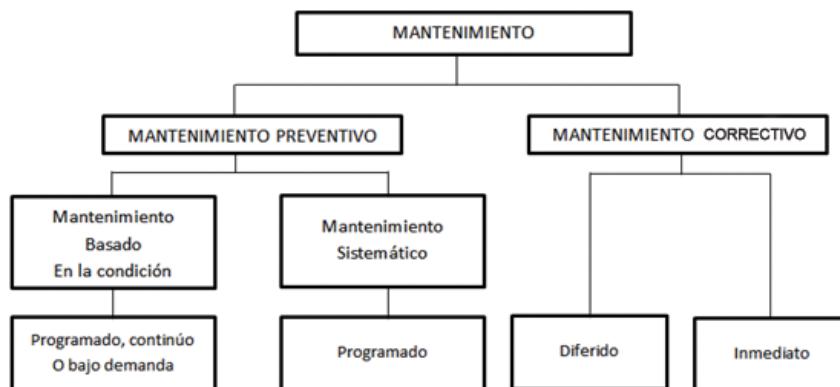 MANTENIMIENTO
MANTENIMIENTO PREVENTIVO
MANTENIMIENTO CORRECTIVO
Mantenimiento
Basado
En la condición
Mantenimiento
Sistemático
Programado, continúo
O bajo demanda
Programado
Diferido
Inmediato